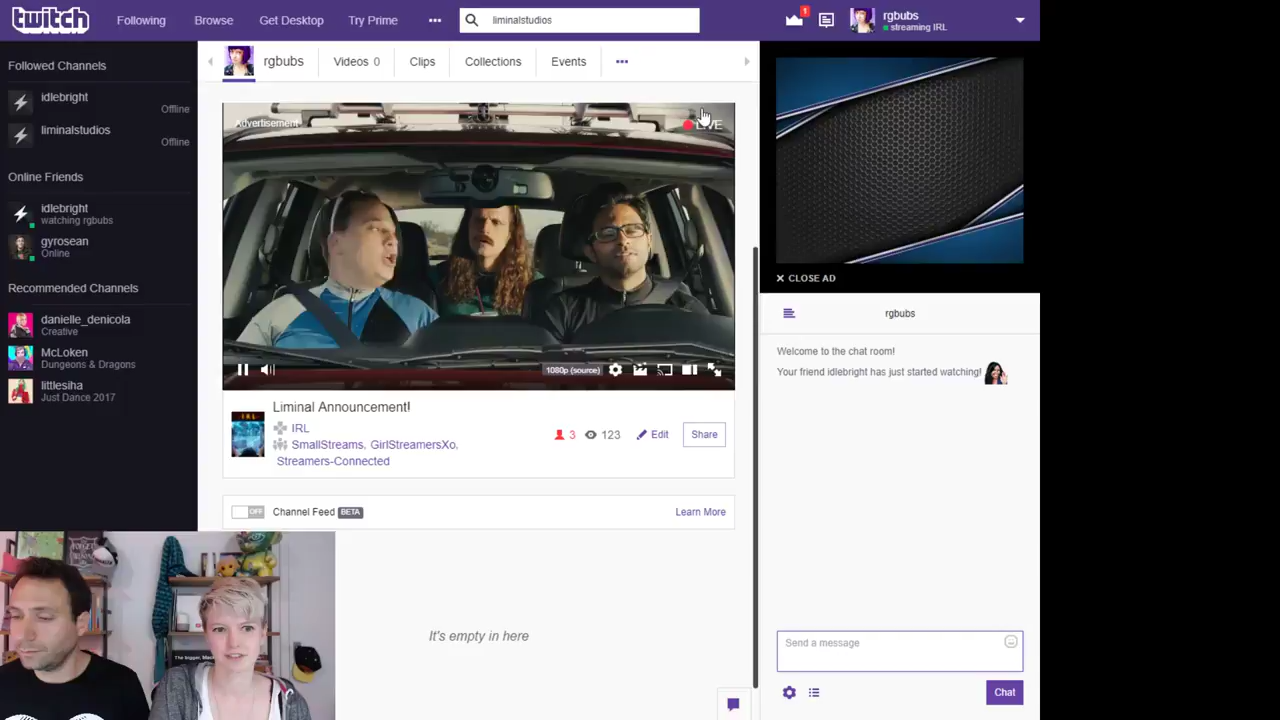 twitch
Following
Browse
Get Desktop
Try Prime
liminalstudios
1
rgbubs
streaming IRL
Followed Channels
idlebright
Offline
liminalstudios
Offline
Online Friends
idlebright
watching rgbubs
gyrosean
Online
Recommended Channels
danielle_denicola
Creative
McLoken
Dungeons & Dragons
littlesiha
Just Dance 2017
rgbubs
Videos 0
Clips
Collections
Events
Advertisement
LIVE
1080p (source)
Liminal Announcement!
IRL
SmallStreams, GirlStreamersXo,
Streamers-Connected
3
123
Edit
Share
OFF
Channel Feed BETA
Learn More
It's empty in here
CLOSE AD
rgbubs
Welcome to the chat room!
Your friend idlebright has just started watching!
Send a message
Chat
The bigger,